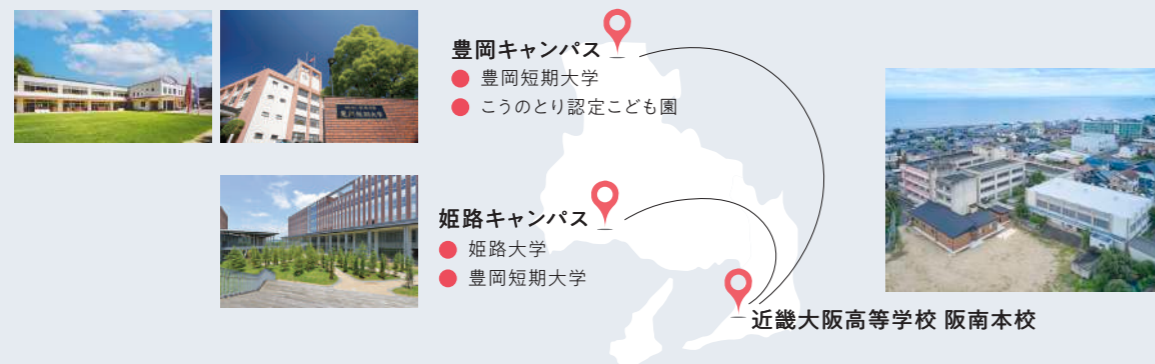 豊岡キャンパス
豊岡短期大学
こうのとり認定こども園
姫路キャンパス
姫路大学
豊岡短期大学
近畿大阪高等学校 阪南本校